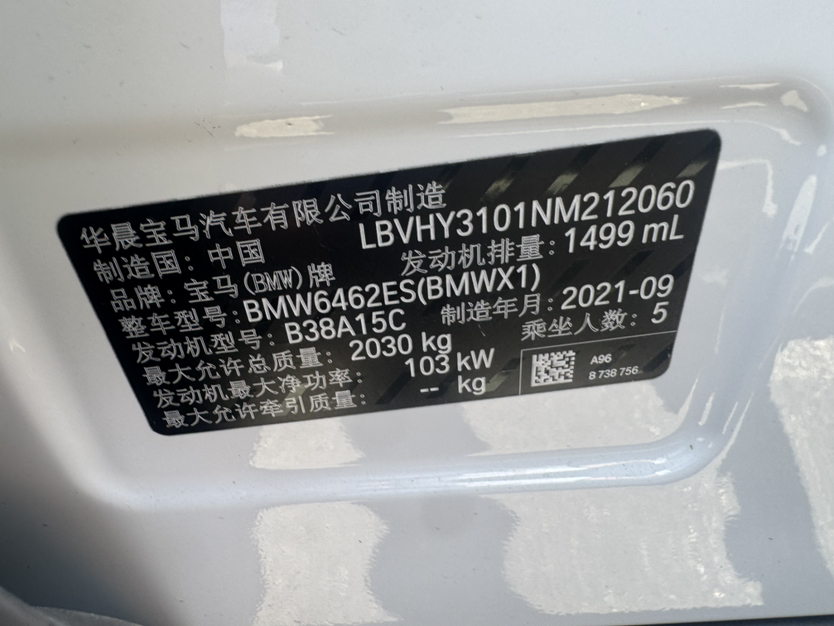 华晨宝马汽车有限公司制造
LBVHY3101NM212060
制造国：中国
发动机排量：1499 mL
品牌：宝马(BMW)牌
整车型号：BMW6462ES(BMWX1)
制造年月：2021-09
发动机型号：B38A15C
乘坐人数：5
最大允许总质量：2030 kg
发动机最大净功率：103 kW
最大允许牵引质量：-- kg
A96
8 738 756